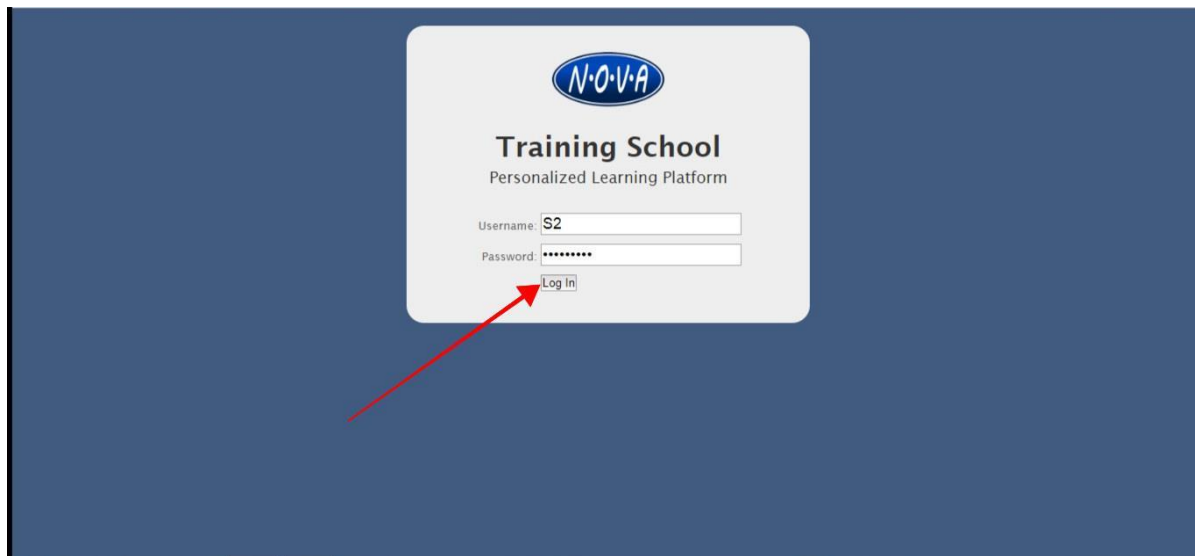 N·O·V·A
Training School
Personalized Learning Platform
Username: S2
Password: •••••••••
Log In